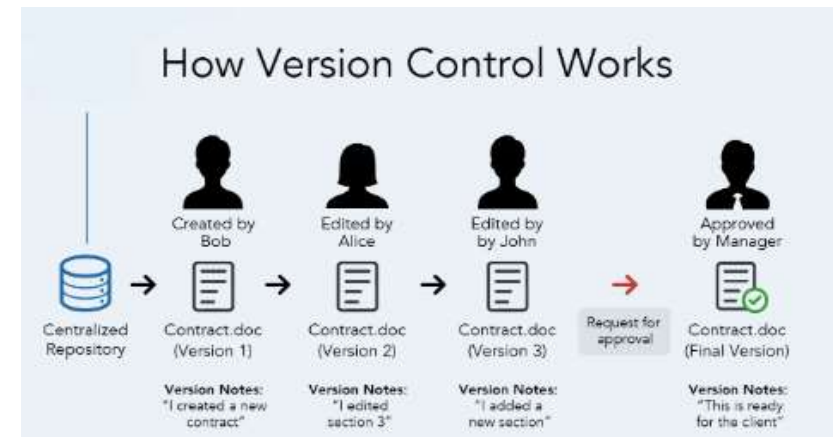 How Version Control Works
Created by
Bob
Edited by
Alice
Edited by
by John
Approved
by Manager
Centralized
Repository
Contract.doc
(Version 1)
Contract.doc
(Version 2)
Contract.doc
(Version 3)
Request for
approval
Contract.doc
(Final Version)
Version Notes:
"I created a new
contract"
Version Notes:
"I edited
section 3"
Version Notes:
"I added a
new section"
Version Notes:
"This is ready
for the client"